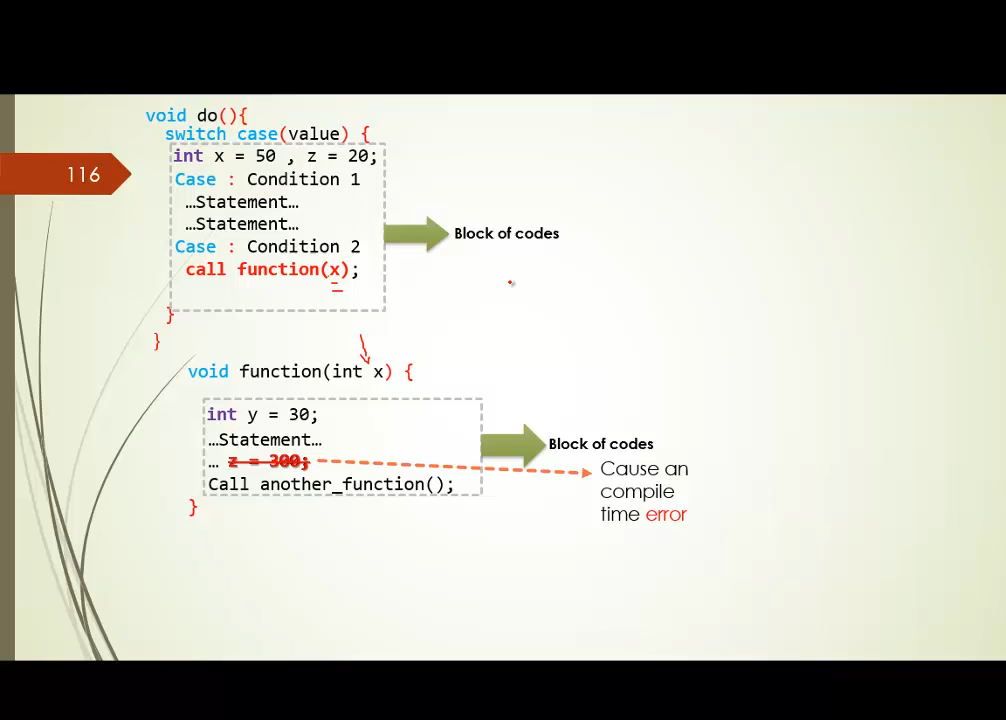 void do(){
switch case(value) {
116
int x = 50 , z = 20;
Case : Condition 1
…Statement…
…Statement…
Block of codes
Case : Condition 2
call function(x);
}
}
void function(int x) {
int y = 30;
…Statement…
Block of codes
… z = 300;
Cause an
compile
time error
Call another_function();
}